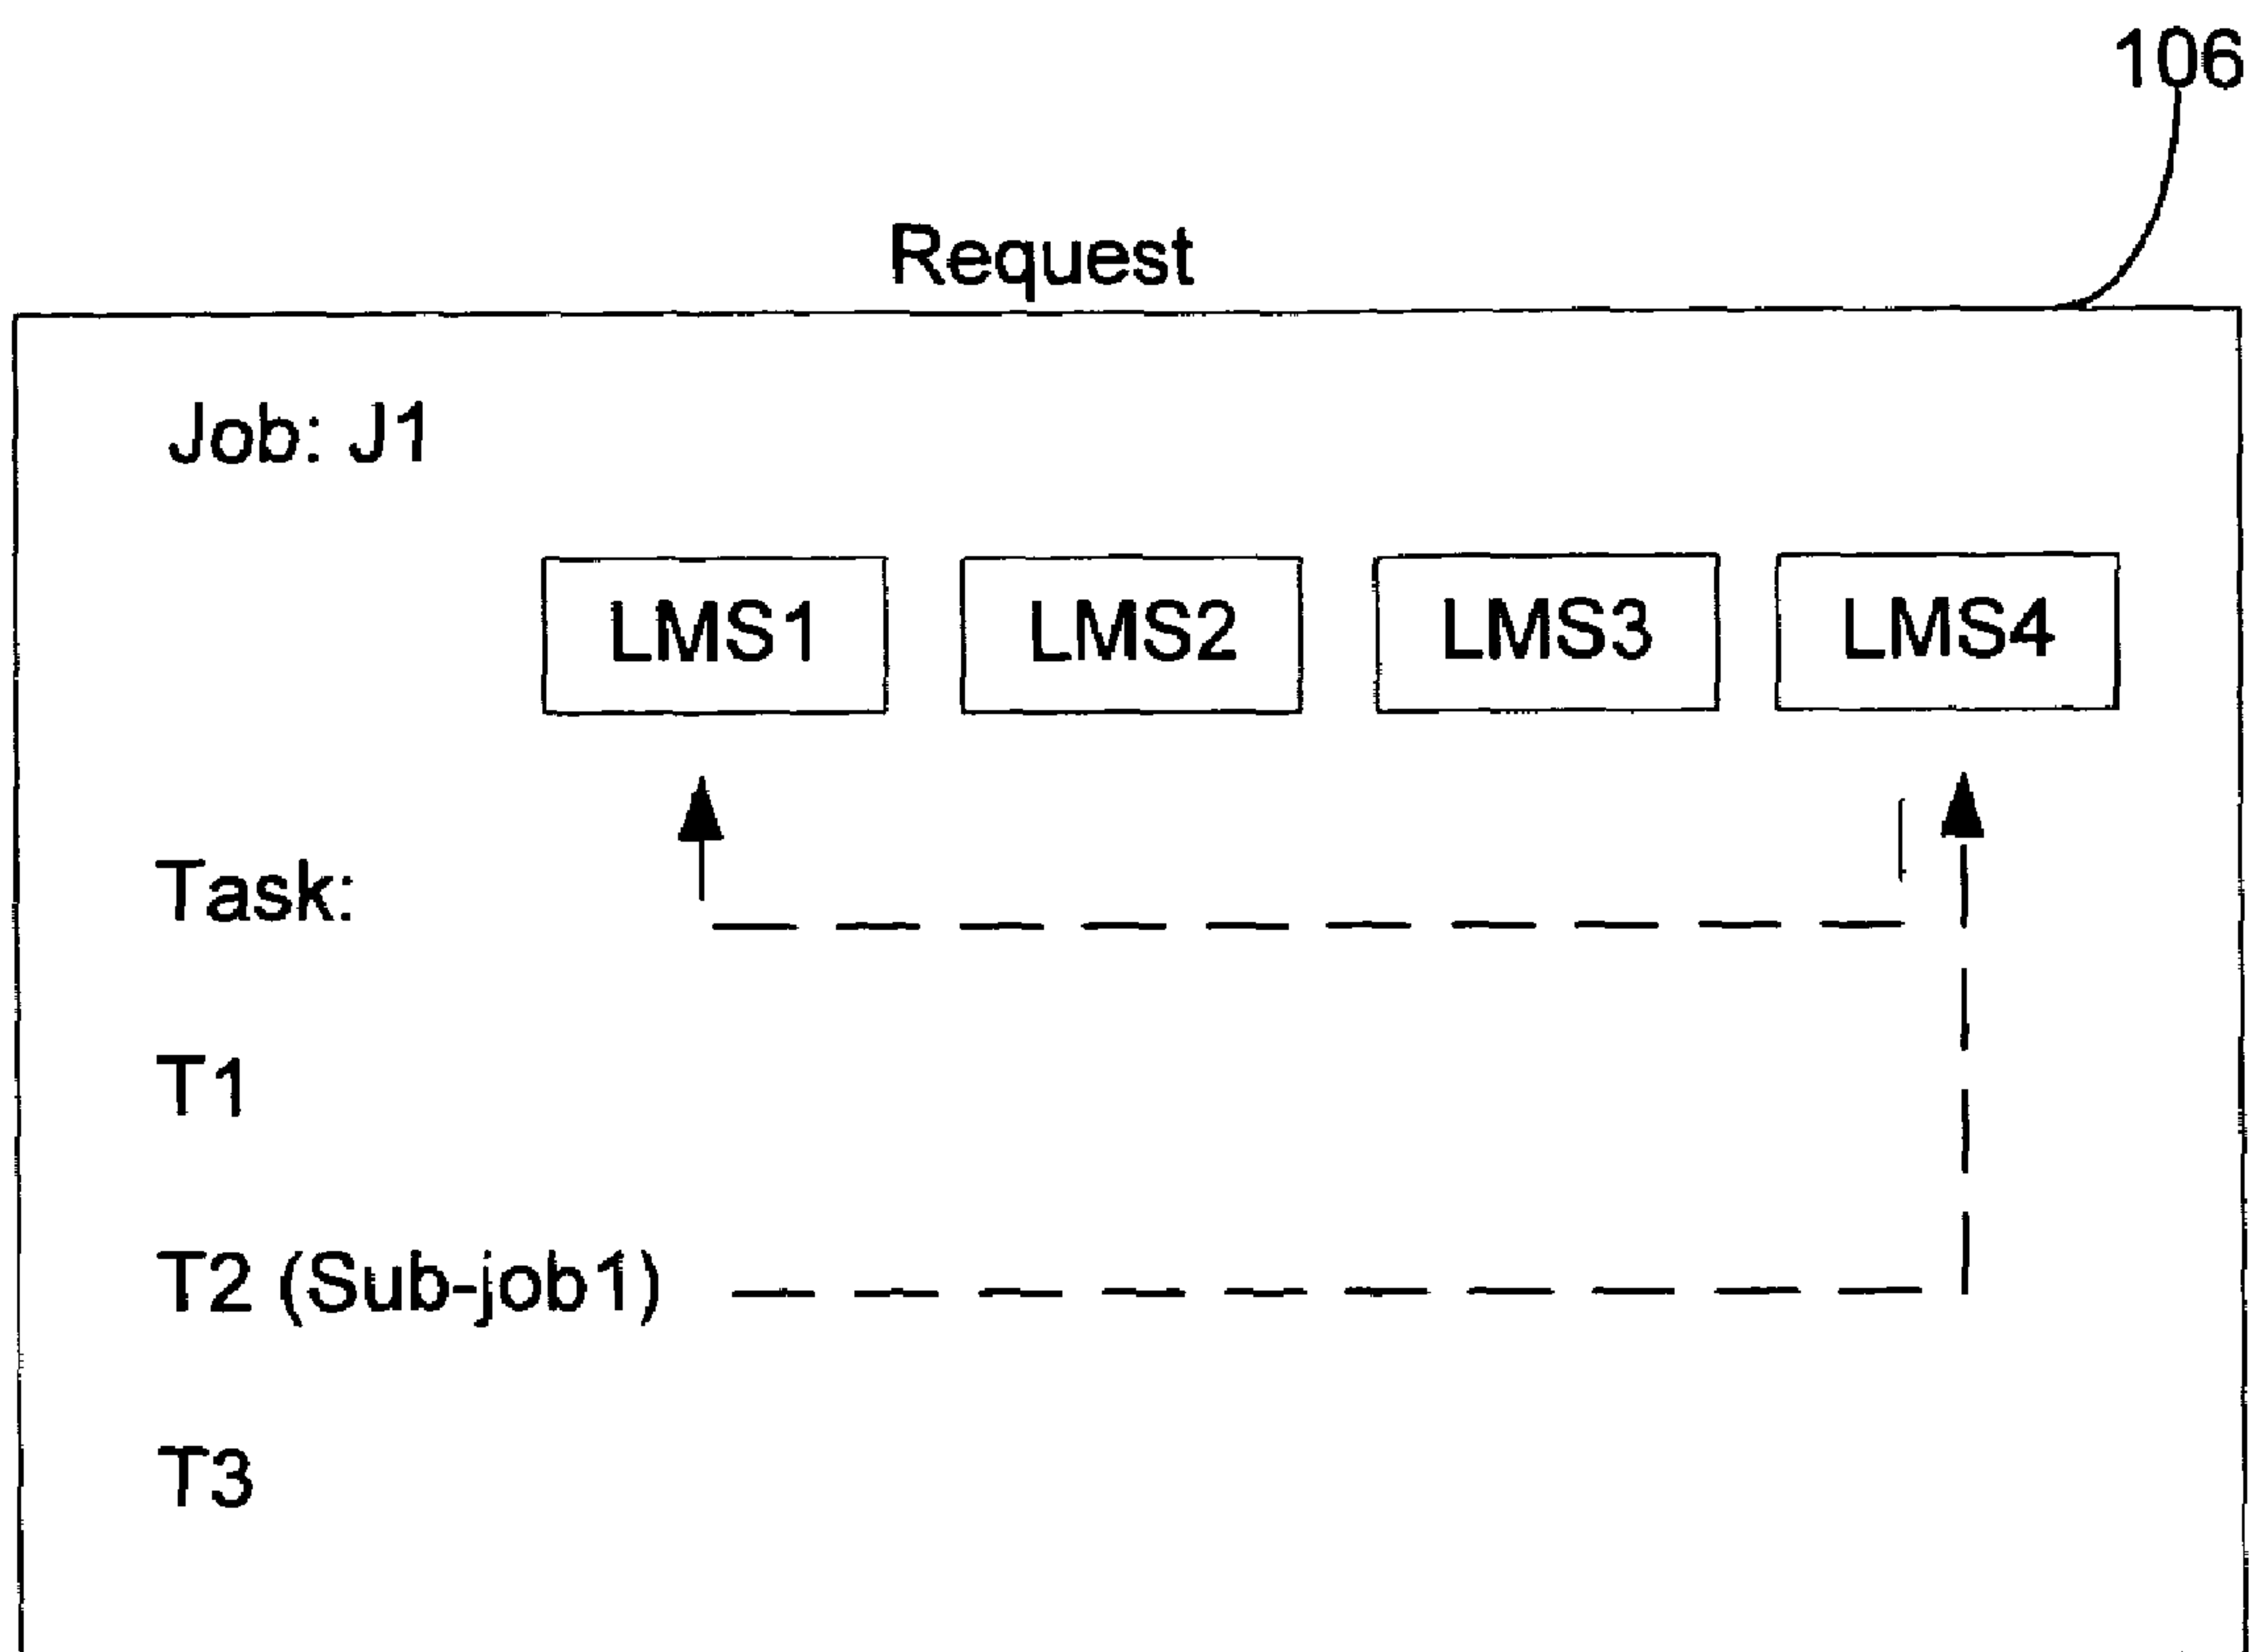 106
Request
Job: J1
LMS1 LMS2 LMS3 LMS4
Task:
T1
T2 (Sub-job1)
T3